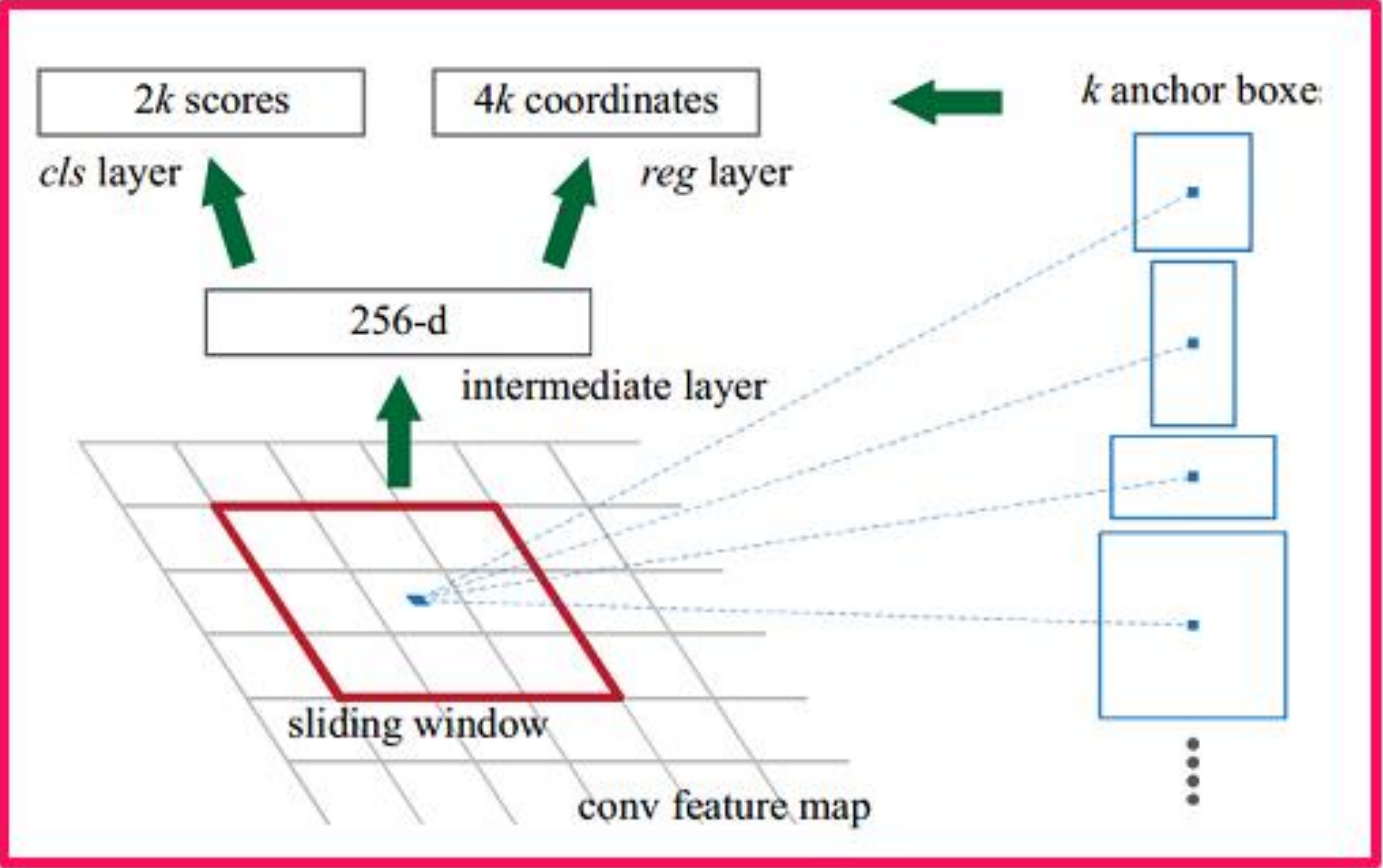 2k scores
4k coordinates
k anchor boxe
cls layer
reg layer
256-d
intermediate layer
sliding window
conv feature map